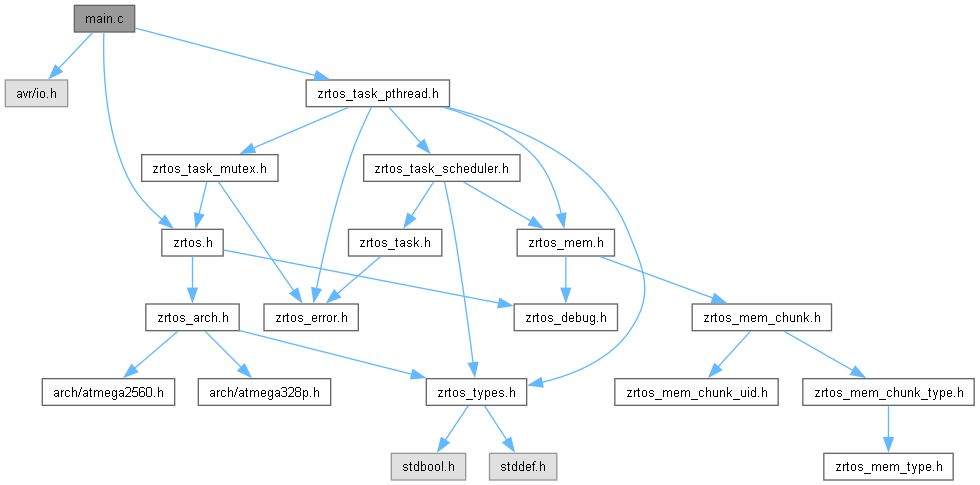 main.c
avr/io.h
zrtos_task_pthread.h
zrtos_task_mutex.h
zrtos_task_scheduler.h
zrtos.h
zrtos_task.h
zrtos_mem.h
zrtos_arch.h
zrtos_error.h
zrtos_debug.h
zrtos_mem_chunk.h
arch/atmega2560.h
arch/atmega328p.h
zrtos_types.h
zrtos_mem_chunk_uid.h
zrtos_mem_chunk_type.h
stdbool.h
stddef.h
zrtos_mem_type.h